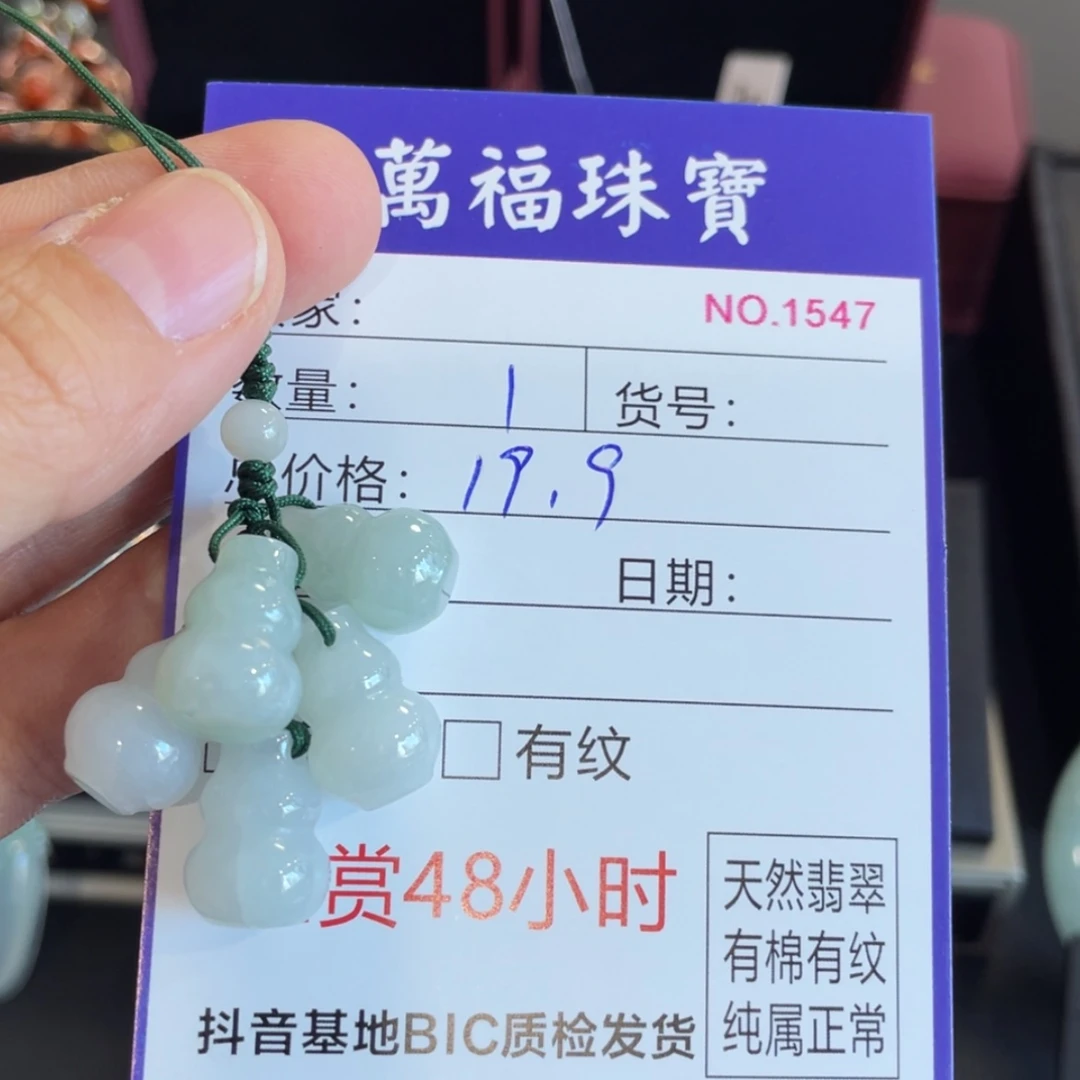 萬福珠寶
家：
NO.1547
量： 1
货号：
价格： 19.9
日期：
有纹
赏48小时
天然翡翠
有棉有纹
纯属正常
抖音基地BIC质检发货